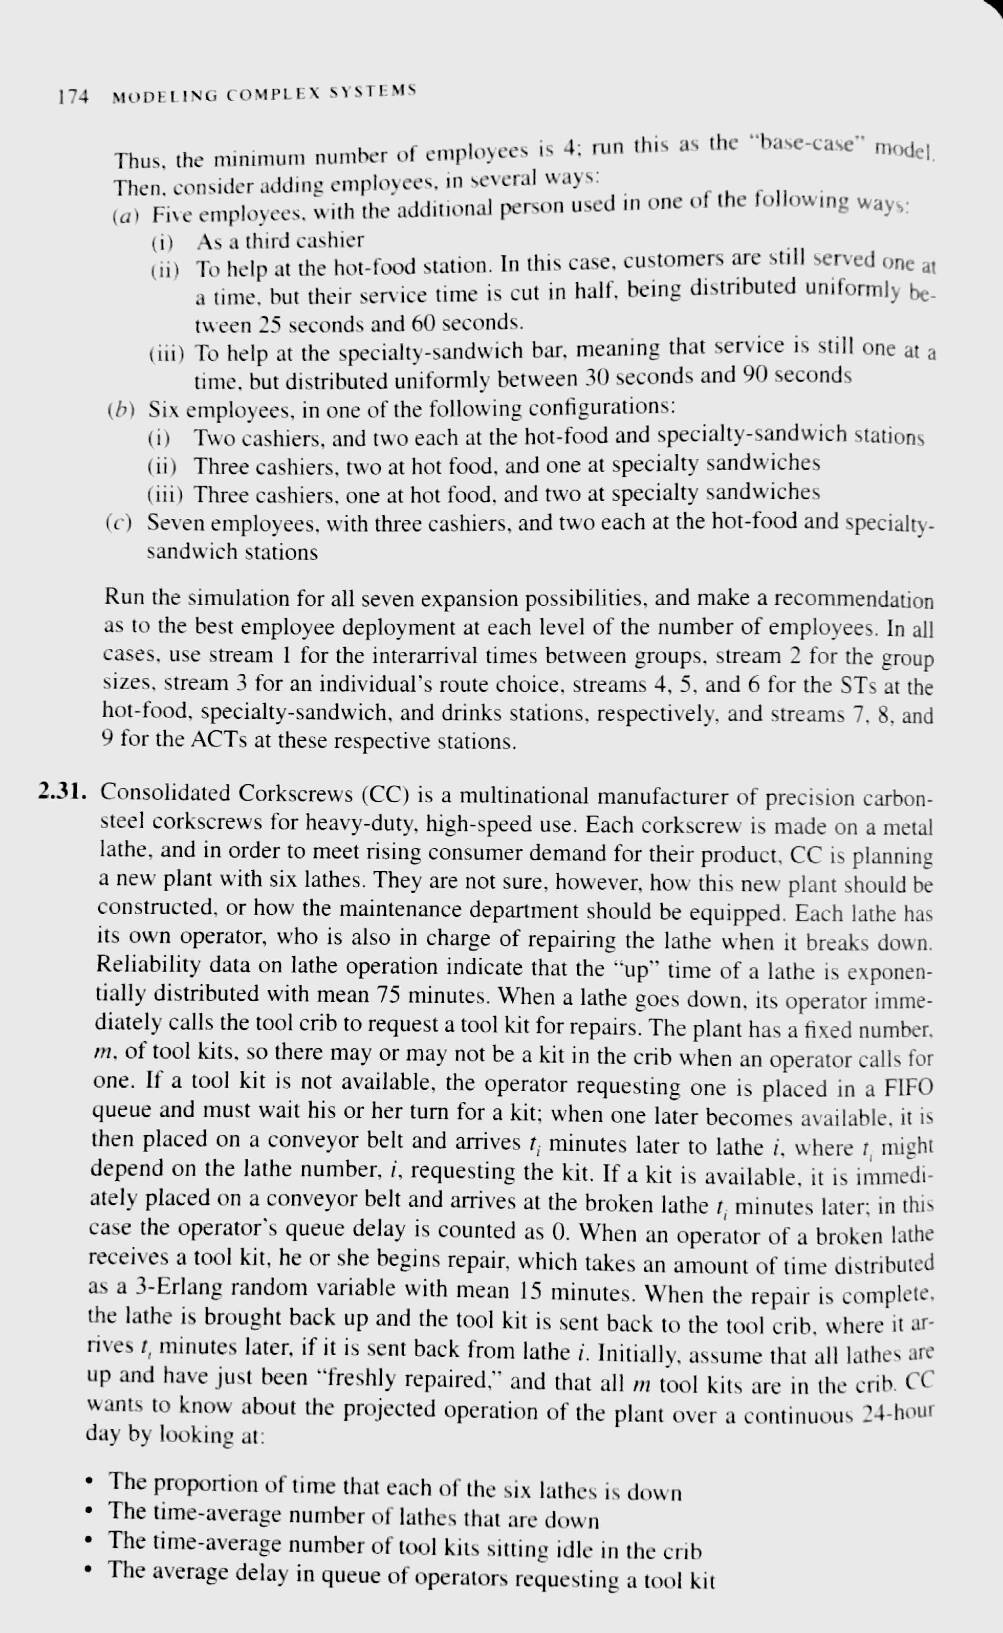 174 MODELING COMPLEX SYSTEMS
Thus, the minimum number of employees is 4; run this as the “base-case” model.
Then, consider adding employees, in several ways:
(a) Five employees, with the additional person used in one of the following ways:
(i) As a third cashier
(ii) To help at the hot-food station. In this case, customers are still served one at
a time, but their service time is cut in half, being distributed uniformly be-
tween 25 seconds and 60 seconds.
(iii) To help at the specialty-sandwich bar, meaning that service is still one at a
time, but distributed uniformly between 30 seconds and 90 seconds
(b) Six employees, in one of the following configurations:
(i) Two cashiers, and two each at the hot-food and specialty-sandwich stations
(ii) Three cashiers, two at hot food, and one at specialty sandwiches
(iii) Three cashiers, one at hot food, and two at specialty sandwiches
(c) Seven employees, with three cashiers, and two each at the hot-food and specialty-
sandwich stations
Run the simulation for all seven expansion possibilities, and make a recommendation
as to the best employee deployment at each level of the number of employees. In all
cases, use stream 1 for the interarrival times between groups, stream 2 for the group
sizes, stream 3 for an individual’s route choice, streams 4, 5, and 6 for the STs at the
hot-food, specialty-sandwich, and drinks stations, respectively, and streams 7, 8, and
9 for the ACTs at these respective stations.
2.31. Consolidated Corkscrews (CC) is a multinational manufacturer of precision carbon-
steel corkscrews for heavy-duty, high-speed use. Each corkscrew is made on a metal
lathe, and in order to meet rising consumer demand for their product, CC is planning
a new plant with six lathes. They are not sure, however, how this new plant should be
constructed, or how the maintenance department should be equipped. Each lathe has
its own operator, who is also in charge of repairing the lathe when it breaks down.
Reliability data on lathe operation indicate that the “up” time of a lathe is exponen-
tially distributed with mean 75 minutes. When a lathe goes down, its operator imme-
diately calls the tool crib to request a tool kit for repairs. The plant has a fixed number,
m, of tool kits, so there may or may not be a kit in the crib when an operator calls for
one. If a tool kit is not available, the operator requesting one is placed in a FIFO
queue and must wait his or her turn for a kit; when one later becomes available, it is
then placed on a conveyor belt and arrives tᵢ minutes later to lathe i, where tᵢ might
depend on the lathe number, i, requesting the kit. If a kit is available, it is immedi-
ately placed on a conveyor belt and arrives at the broken lathe tᵢ minutes later; in this
case the operator’s queue delay is counted as 0. When an operator of a broken lathe
receives a tool kit, he or she begins repair, which takes an amount of time distributed
as a 3-Erlang random variable with mean 15 minutes. When the repair is complete,
the lathe is brought back up and the tool kit is sent back to the tool crib, where it ar-
rives tᵢ minutes later, if it is sent back from lathe i. Initially, assume that all lathes are
up and have just been “freshly repaired,” and that all m tool kits are in the crib. CC
wants to know about the projected operation of the plant over a continuous 24-hour
day by looking at:
• The proportion of time that each of the six lathes is down
• The time-average number of lathes that are down
• The time-average number of tool kits sitting idle in the crib
• The average delay in queue of operators requesting a tool kit